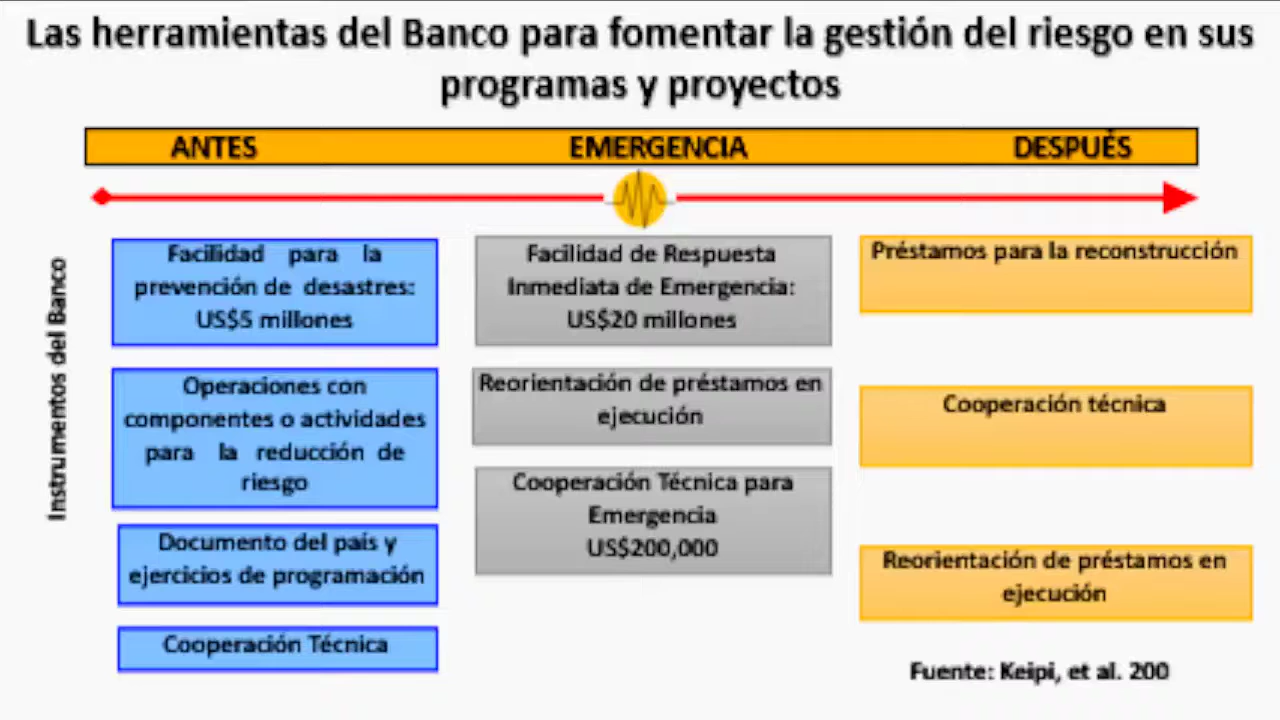 Las herramientas del Banco para fomentar la gestión del riesgo en sus
programas y proyectos
ANTES
EMERGENCIA
DESPUÉS
Instrumentos del Banco
Facilidad para la
prevención de desastres:
US$5 millones
Operaciones con
componentes o actividades
para la reducción de
riesgo
Documento del país y
ejercicios de programación
Cooperación Técnica
Facilidad de Respuesta
Inmediata de Emergencia:
US$20 millones
Reorientación de préstamos en
ejecución
Cooperación Técnica para
Emergencia
US$200,000
Préstamos para la reconstrucción
Cooperación técnica
Reorientación de préstamos en
ejecución
Fuente: Keipi, et al. 200